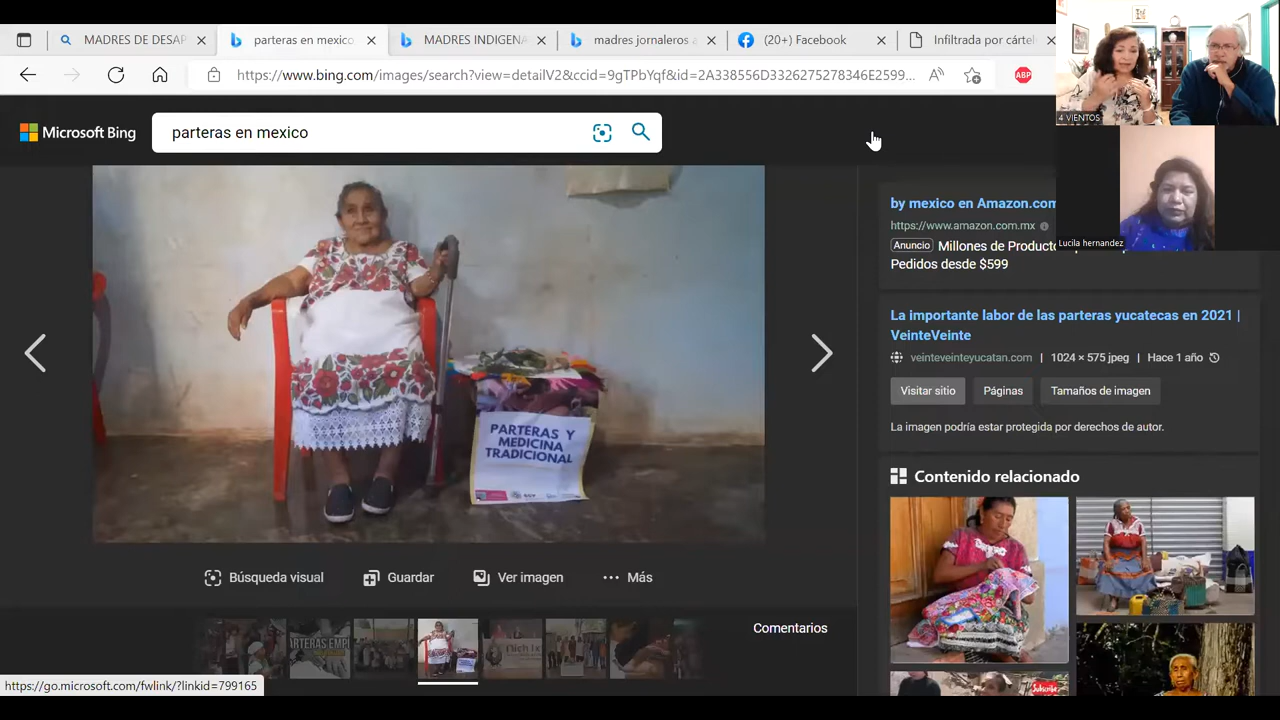 MADRES DE DESAP
parteras en mexico
MADRES INDIGENA
madres jornaleros a
(20+) Facebook
Infiltrada por cártel
https://www.bing.com/images/search?view=detailV2&ccid=9gTPbYqf&id=2A338556D3326275278346E2599...
ABP
4 VIENTOS
Microsoft Bing
parteras en mexico
Lucila hernandez
by mexico en Amazon.com
https://www.amazon.com.mx
Anuncio Millones de Producto
Pedidos desde $599
La importante labor de las parteras yucatecas en 2021 |
VeinteVeinte
veinteveinteyucatan.com | 1024 × 575 jpeg | Hace 1 año
Visitar sitio
Páginas
Tamaños de imagen
La imagen podría estar protegida por derechos de autor.
PARTERAS Y
MEDICINA
TRADICIONAL
Contenido relacionado
Búsqueda visual
Guardar
Ver imagen
Más
Comentarios
Subscribe
https://go.microsoft.com/fwlink/?linkid=799165